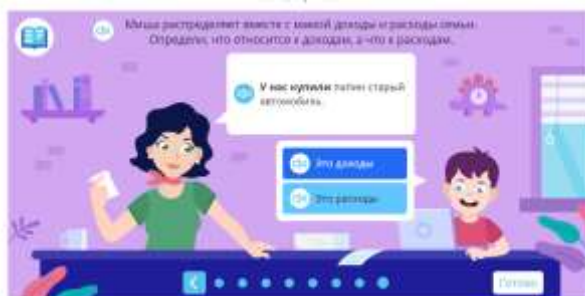 Миша распределяет вместе с мамой доходы и расходы семьи.
Определи, что относится к доходам, а что к расходам.
У нас купили папин старый
автомобиль.
Это доходы
Это расходы
Готово